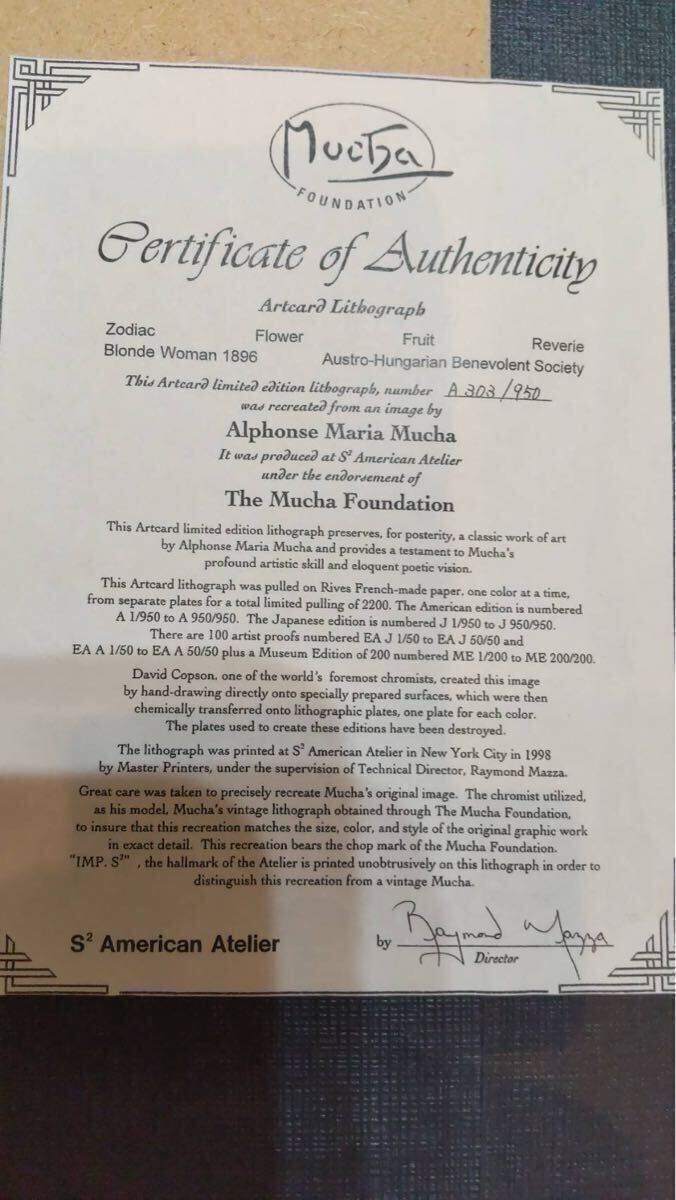 Mucha
FOUNDATION
Certificate of Authenticity
Artcard Lithograph
Zodiac Flower Fruit Reverie
Blonde Woman 1896 Austro-Hungarian Benevolent Society
This Artcard limited edition lithograph, number A 303/950
was recreated from an image by
Alphonse Maria Mucha
It was produced at S² American Atelier
under the endorsement of
The Mucha Foundation
This Artcard limited edition lithograph preserves, for posterity, a classic work of art
by Alphonse Maria Mucha and provides a testament to Mucha's
profound artistic skill and eloquent poetic vision.
This Artcard lithograph was pulled on Rives French-made paper, one color at a time,
from separate plates for a total limited pulling of 2200. The American edition is numbered
A 1/950 to A 950/950. The Japanese edition is numbered J 1/950 to J 950/950.
There are 100 artist proofs numbered EA J 1/50 to EA J 50/50 and
EA A 1/50 to EA A 50/50 plus a Museum Edition of 200 numbered ME 1/200 to ME 200/200.
David Copson, one of the world's foremost chromists, created this image
by hand-drawing directly onto specially prepared surfaces, which were then
chemically transferred onto lithographic plates, one plate for each color.
The plates used to create these editions have been destroyed.
The lithograph was printed at S² American Atelier in New York City in 1998
by Master Printers, under the supervision of Technical Director, Raymond Mazza.
Great care was taken to precisely recreate Mucha's original image. The chromist utilized,
as his model, Mucha's vintage lithograph obtained through The Mucha Foundation,
to insure that this recreation matches the size, color, and style of the original graphic work
in exact detail. This recreation bears the chop mark of the Mucha Foundation.
"IMP. S²" , the hallmark of the Atelier is printed unobtrusively on this lithograph in order to
distinguish this recreation from a vintage Mucha.
S² American Atelier by Raymond Mazza
Director